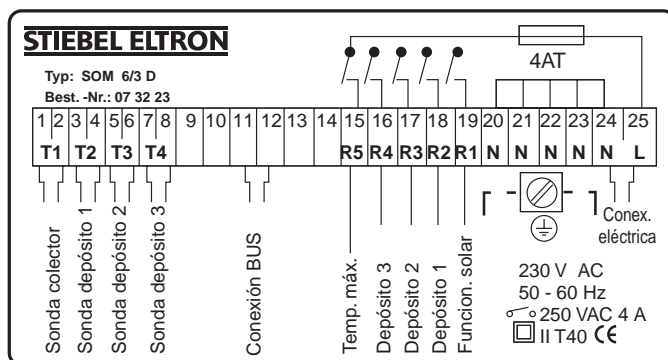 STIEBEL ELTRON
Typ: SOM 6/3 D
Best. -Nr.: 07 32 23
4AT
1 2 3 4 5 6 7 8 9 10 11 12 13 14 15 16 17 18 19 20 21 22 23 24 25
T1 T2 T3 T4 R5 R4 R3 R2 R1 N N N N N L
Sonda colector
Sonda depósito 1
Sonda depósito 2
Sonda depósito 3
Conexión BUS
Temp. máx.
Depósito 3
Depósito 2
Depósito 1
Funcion. solar
Conex.
eléctrica
230 V AC
50 - 60 Hz
250 VAC 4 A
II T40 CE